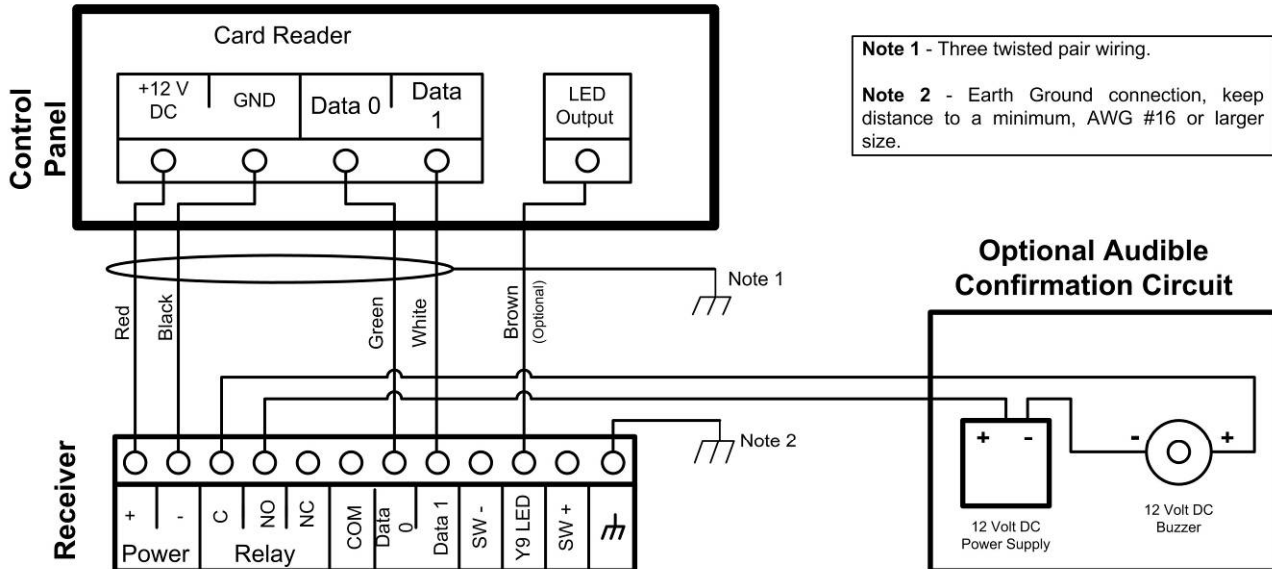 Control
Panel
Card Reader
+12 V
DC
GND
Data 0
Data
1
LED
Output
Note 1 - Three twisted pair wiring.
Note 2 - Earth Ground connection, keep
distance to a minimum, AWG #16 or larger
size.
Red
Black
Green
White
Brown
(Optional)
Note 1
Optional Audible
Confirmation Circuit
Note 2
+ -
- +
12 Volt DC
Power Supply
12 Volt DC
Buzzer
Receiver
+
-
Power
C
NO
NC
Relay
COM
Data
0
Data 1
SW -
Y9 LED
SW +